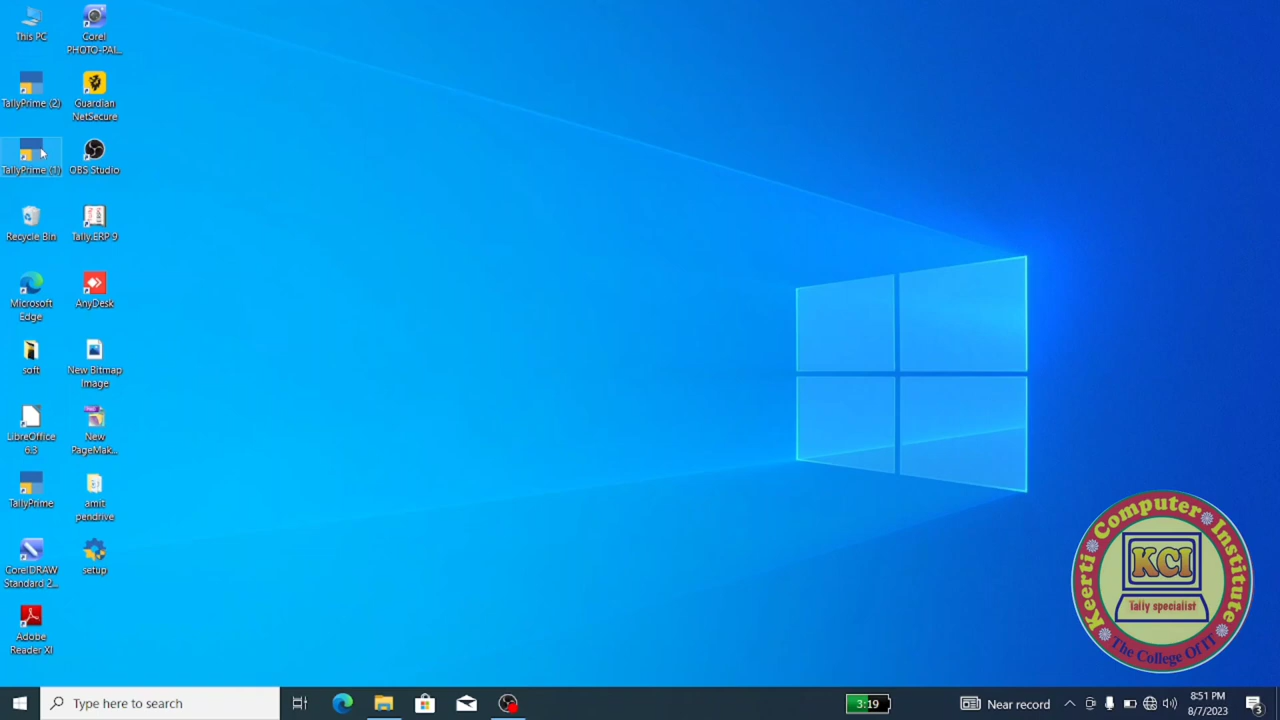 This PC
Corel
PHOTO-PAI...
TallyPrime (2)
Guardian
NetSecure
TallyPrime (1)
OBS Studio
Recycle Bin
Tally.ERP 9
Microsoft
Edge
AnyDesk
soft
New Bitmap
Image
LibreOffice
6.3
New
PageMak...
TallyPrime
amit
pendrive
CorelDRAW
Standard 2...
setup
Adobe
Reader XI
Keerti Computer Institute
KCI
Tally specialist
The College Of IT
Type here to search
3:19
Near record
8:51 PM
8/7/2023
3